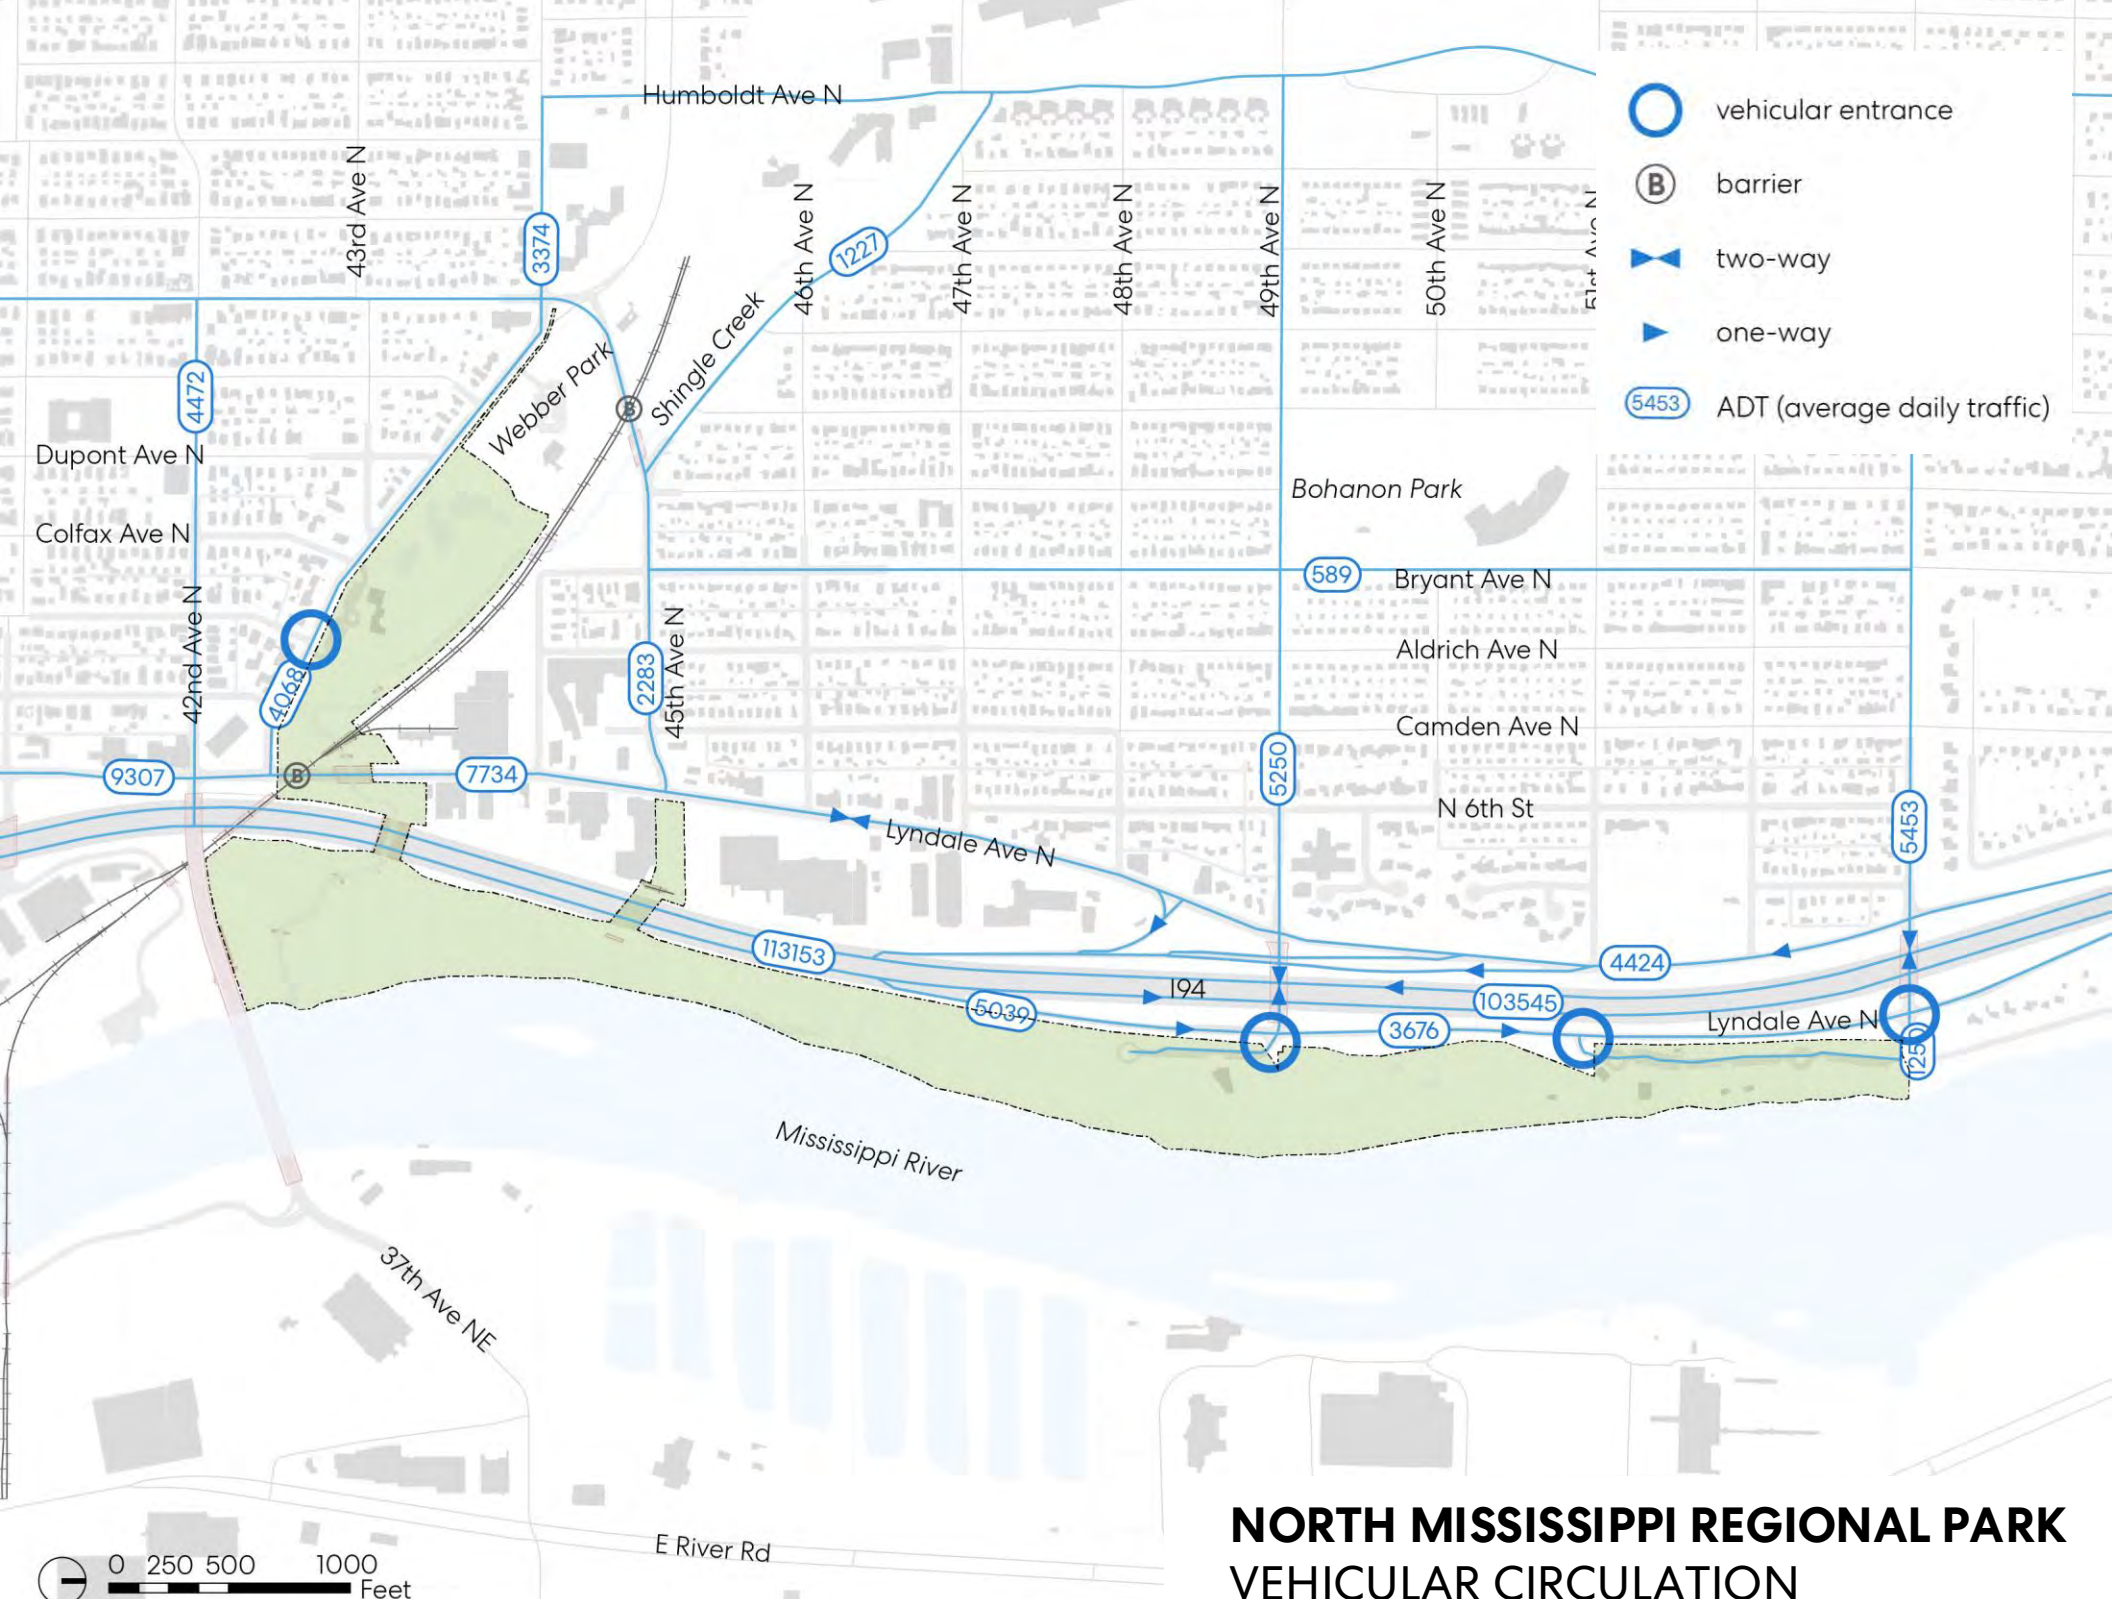 Humboldt Ave N
vehicular entrance
B
barrier
two-way
one-way
5453
ADT (average daily traffic)
43rd Ave N
3374
46th Ave N
1227
47th Ave N
48th Ave N
49th Ave N
50th Ave N
51st Ave N
4472
Webber Park
B
Shingle Creek
Dupont Ave N
Colfax Ave N
Bohanon Park
589
Bryant Ave N
Aldrich Ave N
Camden Ave N
N 6th St
42nd Ave N
4068
2283
45th Ave N
5250
5453
9307
B
7734
Lyndale Ave N
113153
I94
4424
103545
5039
3676
Lyndale Ave N
Mississippi River
37th Ave NE
E River Rd
0 250 500 1000
Feet
NORTH MISSISSIPPI REGIONAL PARK
VEHICULAR CIRCULATION